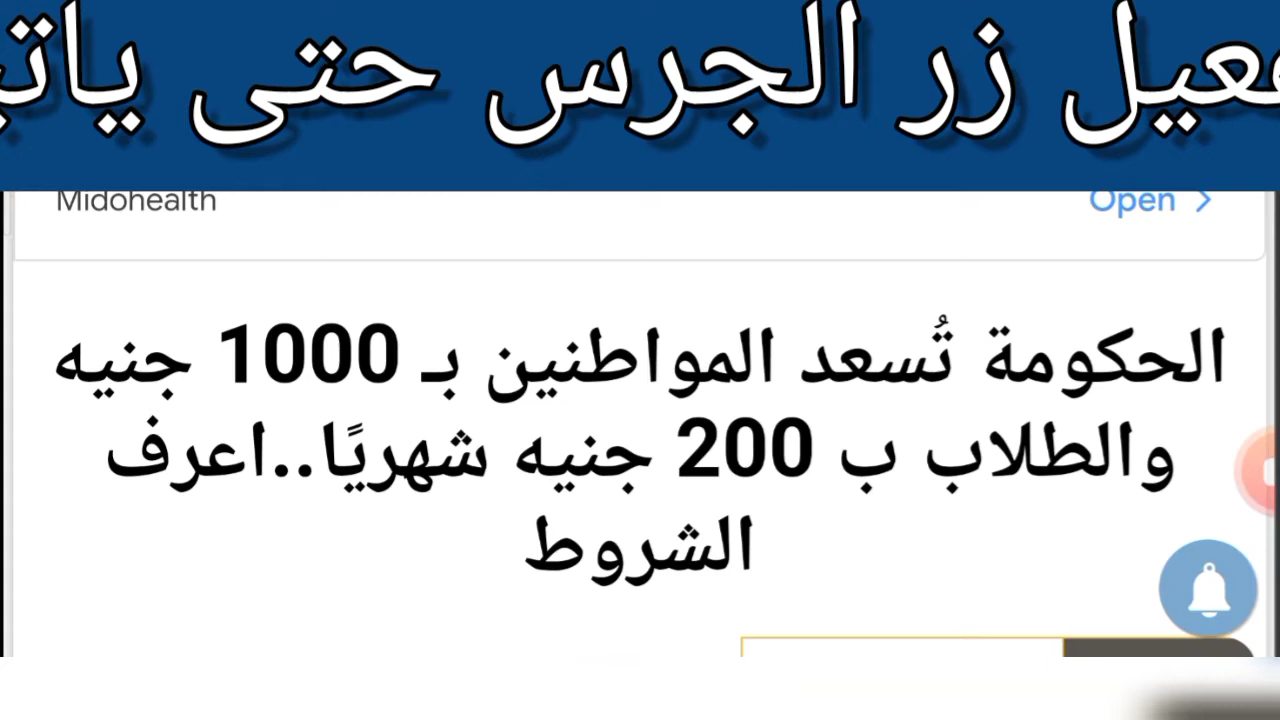 زر الجرس حتى
Midohealth
Open
الحكومة تُسعد المواطنين بـ 1000 جنيه
والطلاب ب 200 جنيه شهريًا..اعرف
الشروط